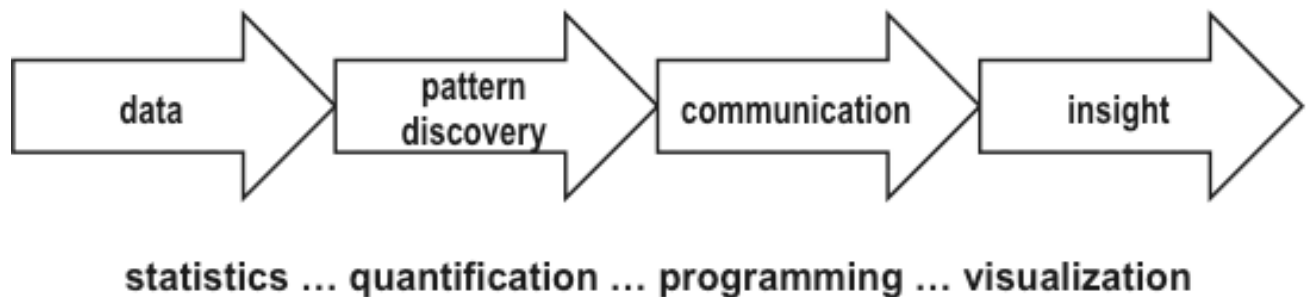 data
pattern
discovery
communication
insight
statistics ... quantification ... programming ... visualization